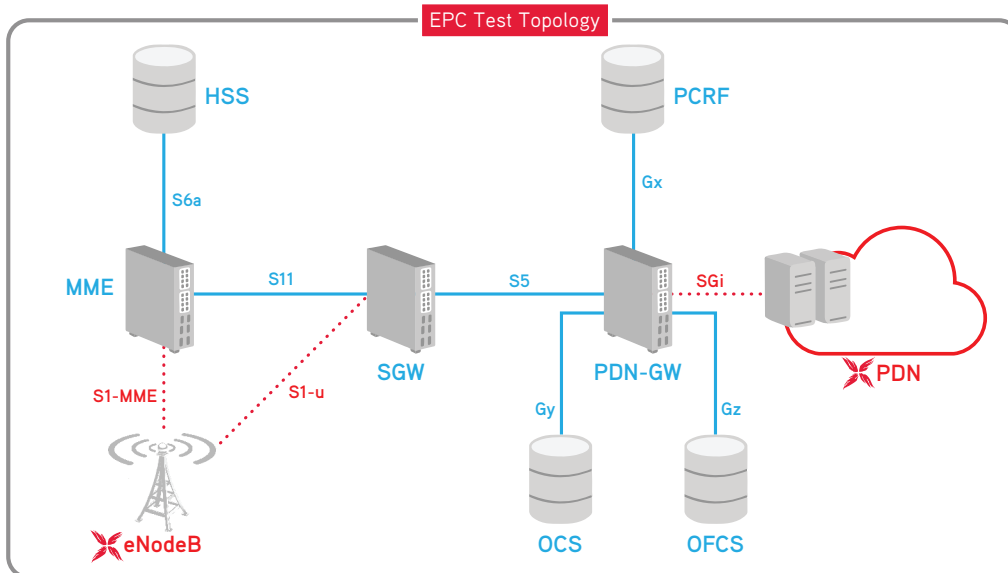 EPC Test Topology
HSS
PCRF
S6a
Gx
MME
S11
S5
SGi
SGW
PDN-GW
PDN
S1-MME
S1-u
Gy
Gz
eNodeB
OCS
OFCS